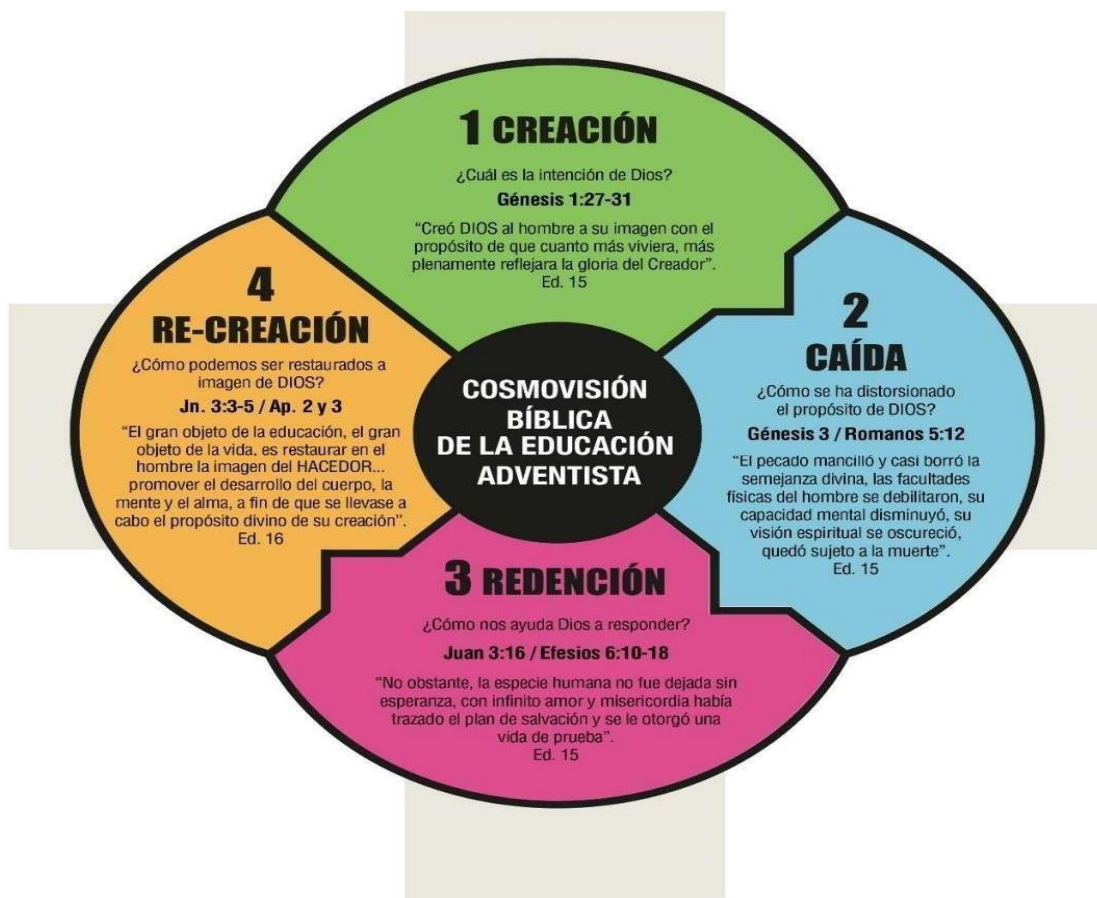 1 CREACIÓN
¿Cuál es la intención de Dios?
Génesis 1:27-31
“Creó DIOS al hombre a su imagen con el
propósito de que cuanto más viviera, más
plenamente reflejara la gloria del Creador”.
Ed. 15
2
CAÍDA
¿Cómo se ha distorsionado
el propósito de DIOS?
Génesis 3 / Romanos 5:12
“El pecado mancilló y casi borró la
semejanza divina, las facultades
físicas del hombre se debilitaron, su
capacidad mental disminuyó, su
visión espiritual se oscureció,
quedó sujeto a la muerte”.
Ed. 15
3 REDENCIÓN
¿Cómo nos ayuda Dios a responder?
Juan 3:16 / Efesios 6:10-18
“No obstante, la especie humana no fue dejada sin
esperanza, con infinito amor y misericordia había
trazado el plan de salvación y se le otorgó una
vida de prueba”.
Ed. 15
4
RE-CREACIÓN
¿Cómo podemos ser restaurados a
imagen de DIOS?
Jn. 3:3-5 / Ap. 2 y 3
“El gran objeto de la educación, el gran
objeto de la vida, es restaurar en el
hombre la imagen del HACEDOR...
promover el desarrollo del cuerpo, la
mente y el alma, a fin de que se llevase a
cabo el propósito divino de su creación”.
Ed. 16
COSMOVISIÓN
BÍBLICA
DE LA EDUCACIÓN
ADVENTISTA